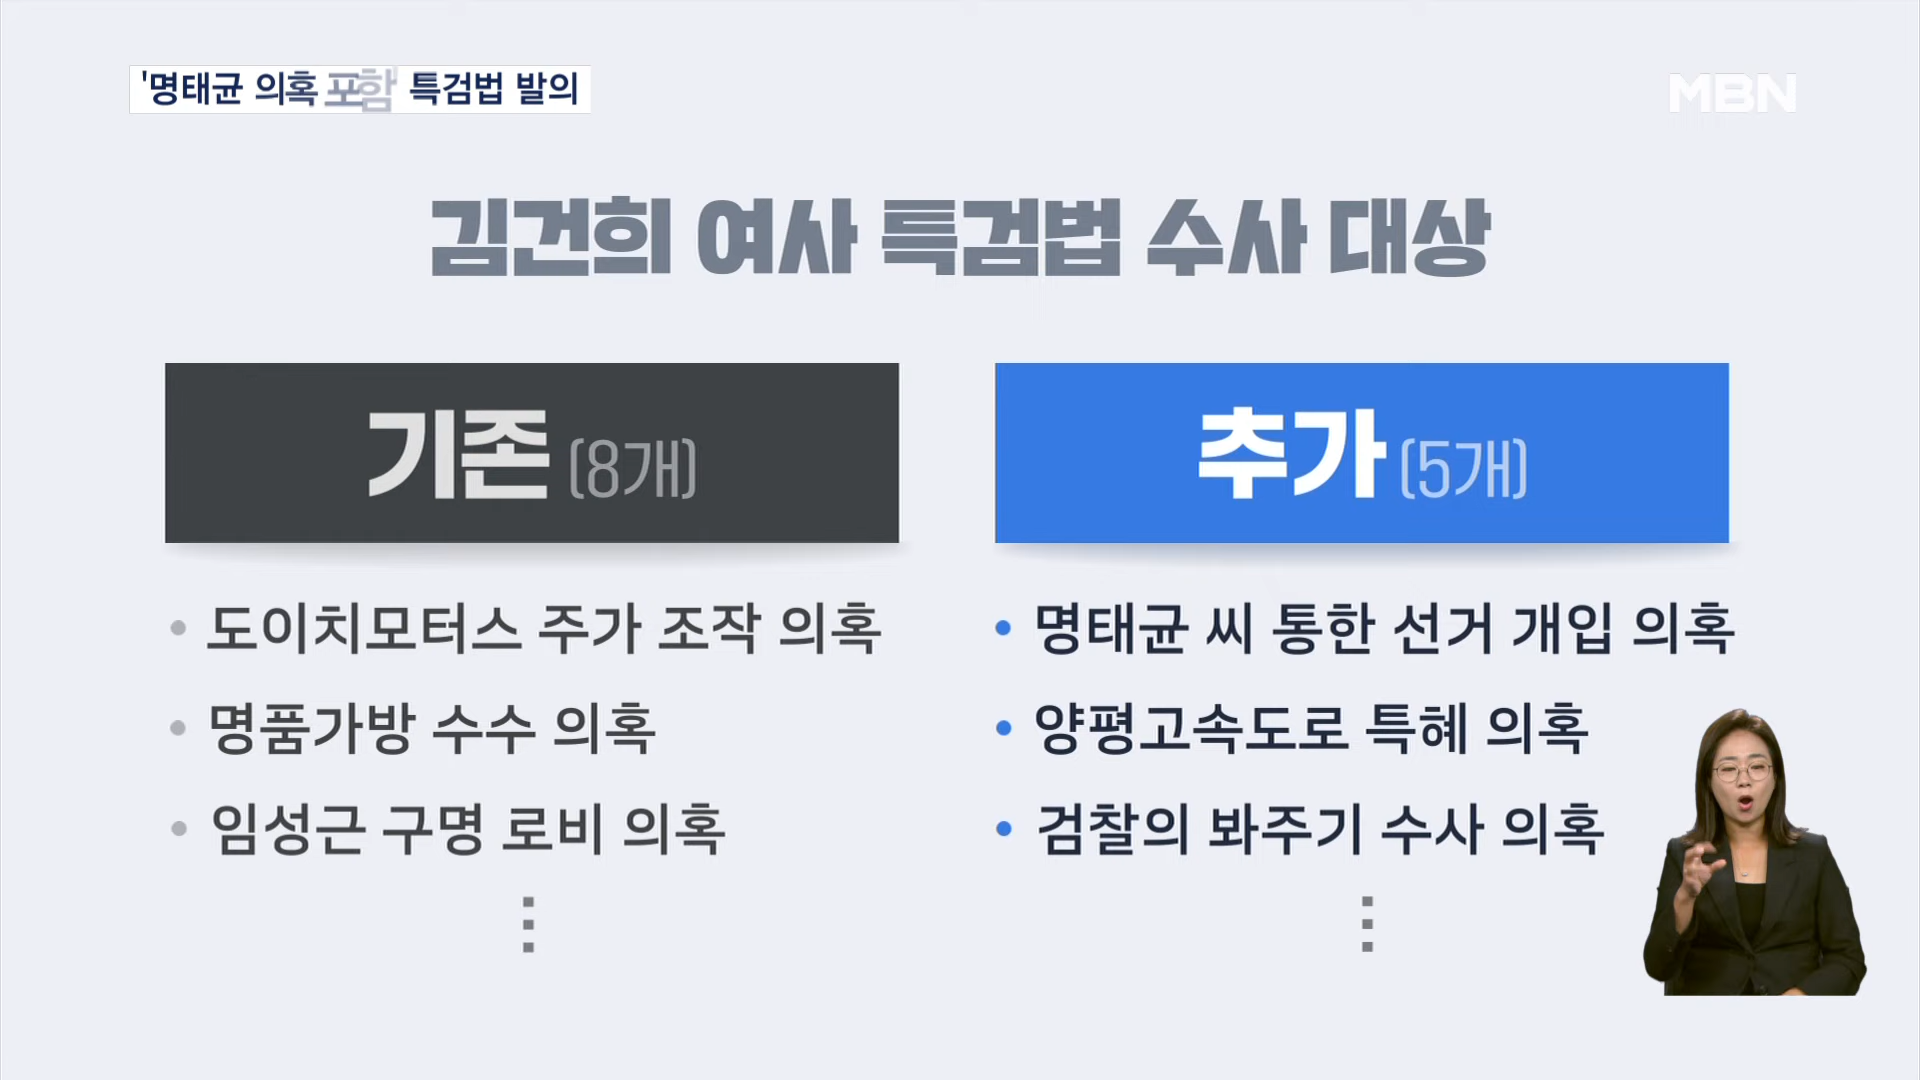 '명태균 의혹 포함' 특검법 발의
MBN
김건희 여사 특검법 수사 대상
기존 (8개)
• 도이치모터스 주가 조작 의혹
• 명품가방 수수 의혹
• 임성근 구명 로비 의혹
⋮
추가 (5개)
• 명태균 씨 통한 선거 개입 의혹
• 양평고속도로 특혜 의혹
• 검찰의 봐주기 수사 의혹
⋮